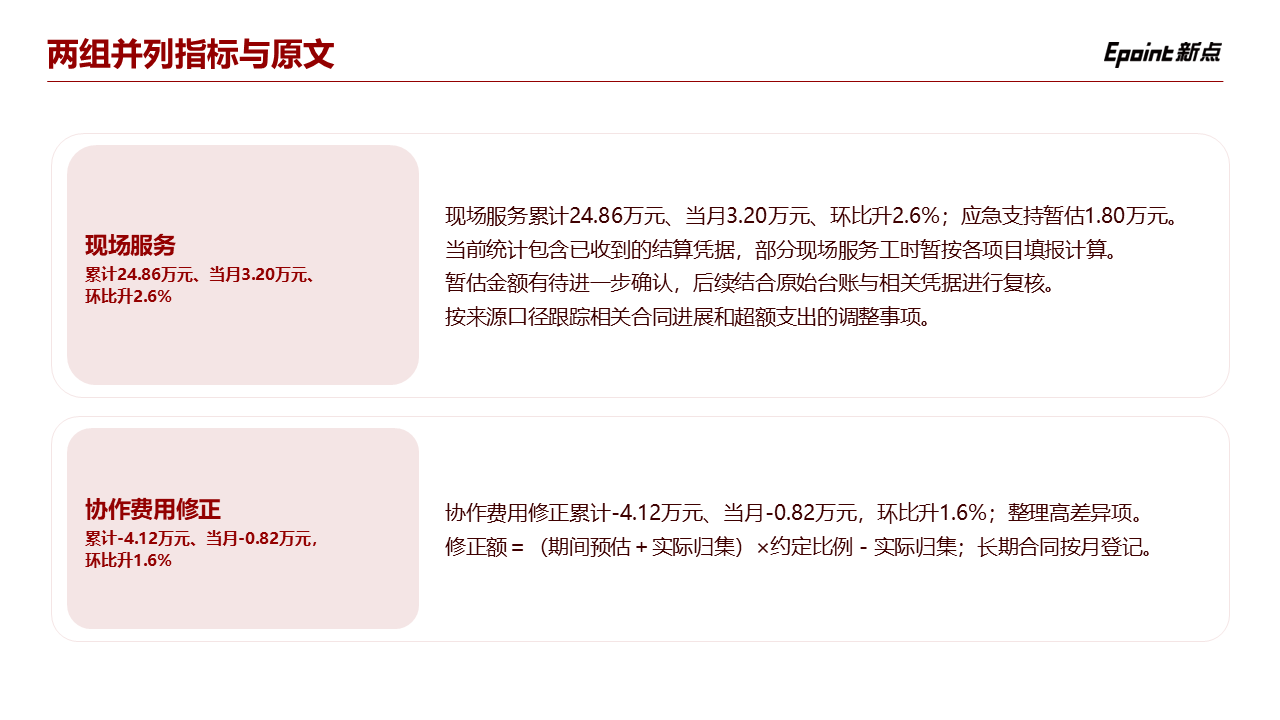 两组并列指标与原文
Epoint新点
现场服务
累计24.86万元、当月3.20万元、
环比升2.6%
现场服务累计24.86万元、当月3.20万元、环比升2.6%；应急支持暂估1.80万元。
当前统计包含已收到的结算凭据，部分现场服务工时暂按各项目填报计算。
暂估金额有待进一步确认，后续结合原始台账与相关凭据进行复核。
按来源口径跟踪相关合同进展和超额支出的调整事项。
协作费用修正
累计-4.12万元、当月-0.82万元，
环比升1.6%
协作费用修正累计-4.12万元、当月-0.82万元，环比升1.6%；整理高差异项。
修正额＝（期间预估＋实际归集）×约定比例－实际归集；长期合同按月登记。